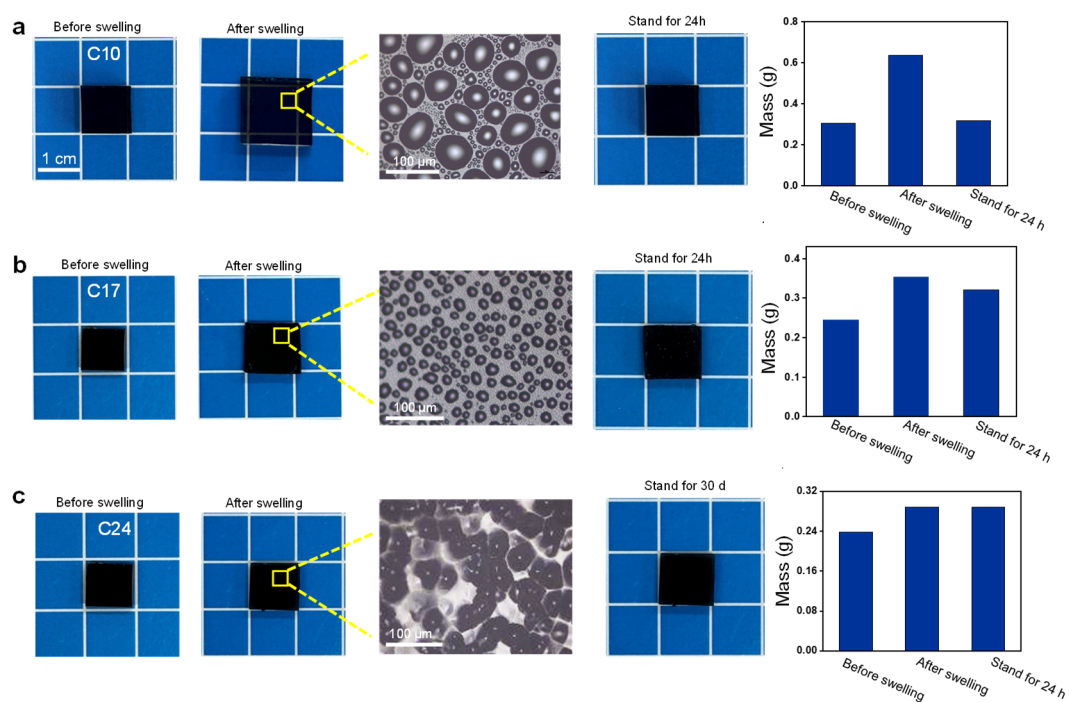 a
Before swelling
After swelling
Stand for 24h
C10
1 cm
100 μm
Mass (g)
0.8
0.6
0.4
0.2
0.0
Before swelling
After swelling
Stand for 24 h
b
Before swelling
After swelling
Stand for 24h
C17
100 μm
Mass (g)
0.4
0.3
0.2
0.1
0.0
Before swelling
After swelling
Stand for 24 h
c
Before swelling
After swelling
Stand for 30 d
C24
100 μm
Mass (g)
0.32
0.24
0.16
0.08
0.00
Before swelling
After swelling
Stand for 24 h